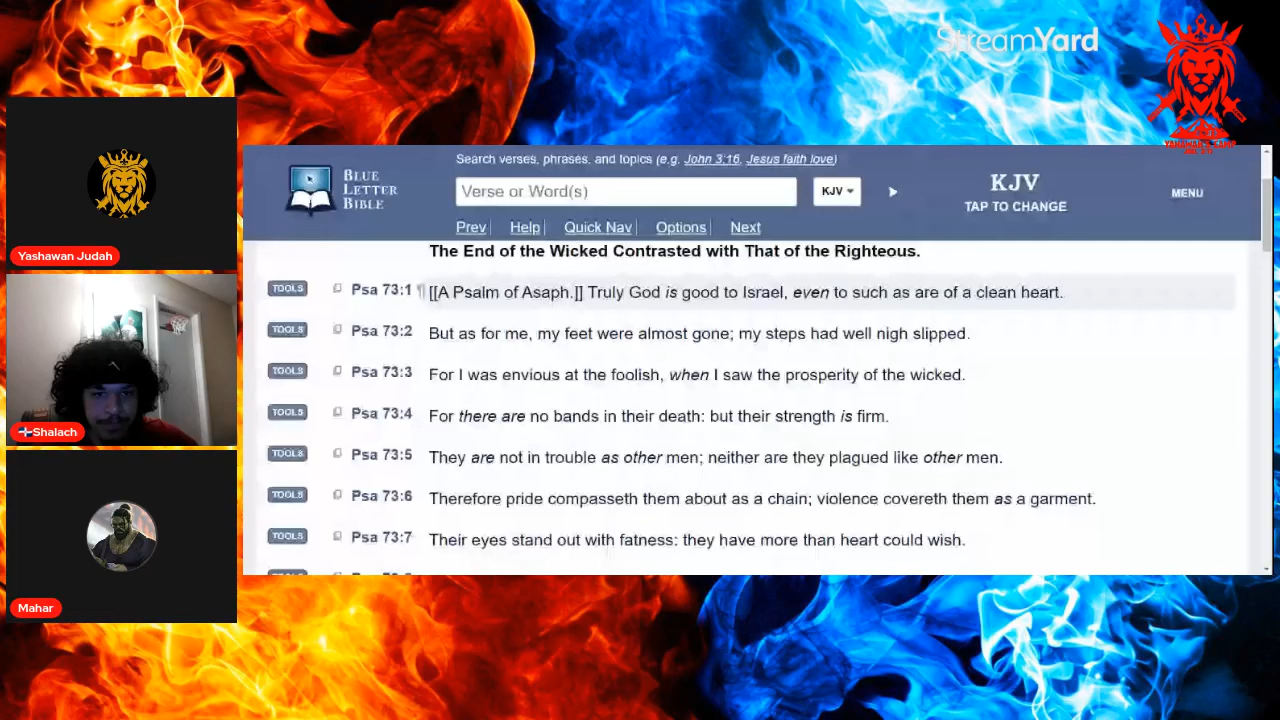 StreamYard
YAHAWAH'S CAMP
Yashawan Judah
Shalach
Mahar
BLUE
LETTER
BIBLE
Search verses, phrases, and topics (e.g. John 3:16, Jesus faith love)
Verse or Word(s)
KJV
KJV
TAP TO CHANGE
MENU
Prev Help Quick Nav Options Next
The End of the Wicked Contrasted with That of the Righteous.
TOOLS Psa 73:1 ¶ [[A Psalm of Asaph.]] Truly God is good to Israel, even to such as are of a clean heart.
TOOLS Psa 73:2 But as for me, my feet were almost gone; my steps had well nigh slipped.
TOOLS Psa 73:3 For I was envious at the foolish, when I saw the prosperity of the wicked.
TOOLS Psa 73:4 For there are no bands in their death: but their strength is firm.
TOOLS Psa 73:5 They are not in trouble as other men; neither are they plagued like other men.
TOOLS Psa 73:6 Therefore pride compasseth them about as a chain; violence covereth them as a garment.
TOOLS Psa 73:7 Their eyes stand out with fatness: they have more than heart could wish.